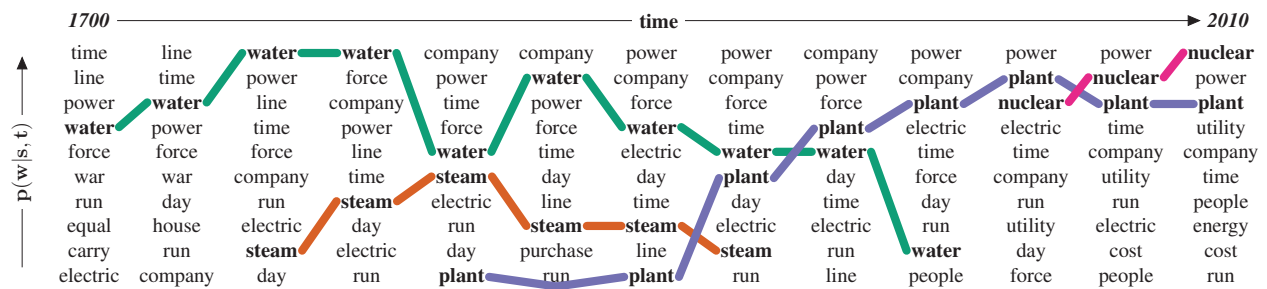 1700 time 2010
p(w|s,t)
time line water water company company power power company power power power nuclear
line time power force power water company company power company plant nuclear power
power water line company time power force force force plant nuclear plant plant
water power time power force force water time plant electric electric time utility
force force force line water time electric water water time time company company
war war company time steam day day plant day force company utility time
run day run steam electric line time day time day run run people
equal house electric day run steam steam electric electric run utility electric energy
carry run steam electric day purchase line steam run water day cost cost
electric company day run plant run plant run line people force people run